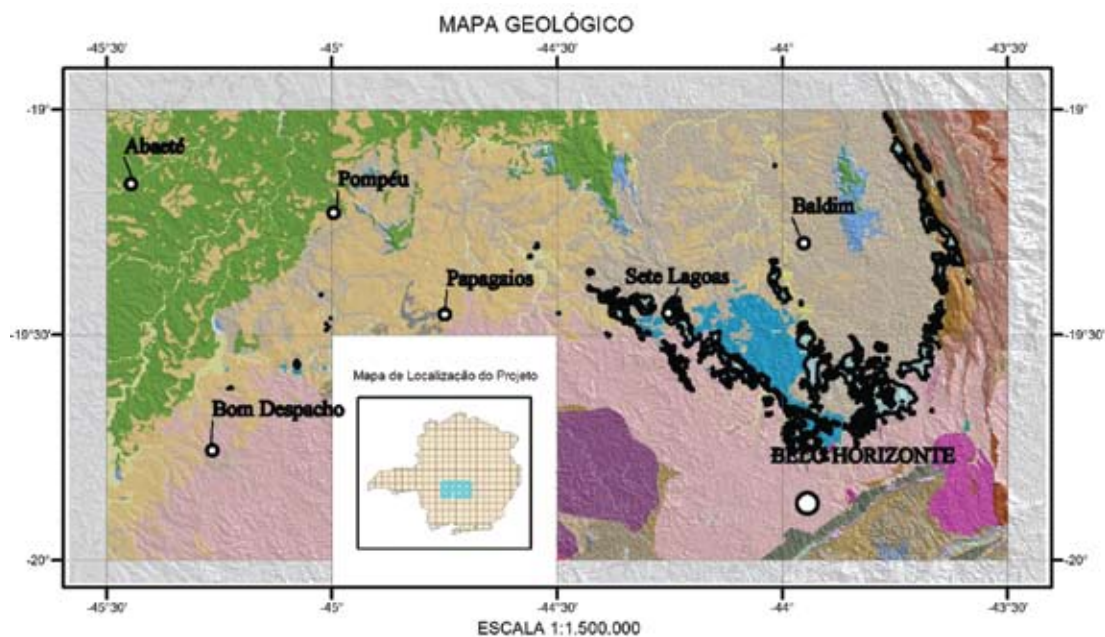 MAPA GEOLÓGICO
-45°30' -45° -44°30' -44° -43°30'
-19° -19°
Abaeté
Pompéu
Baldim
Papagaios
Sete Lagoas
-19°30' -19°30'
Mapa de Localização do Projeto
Bom Despacho
BELO HORIZONTE
-20° -20°
-45°30' -45° -44°30' -44° -43°30'
ESCALA 1:1.500.000